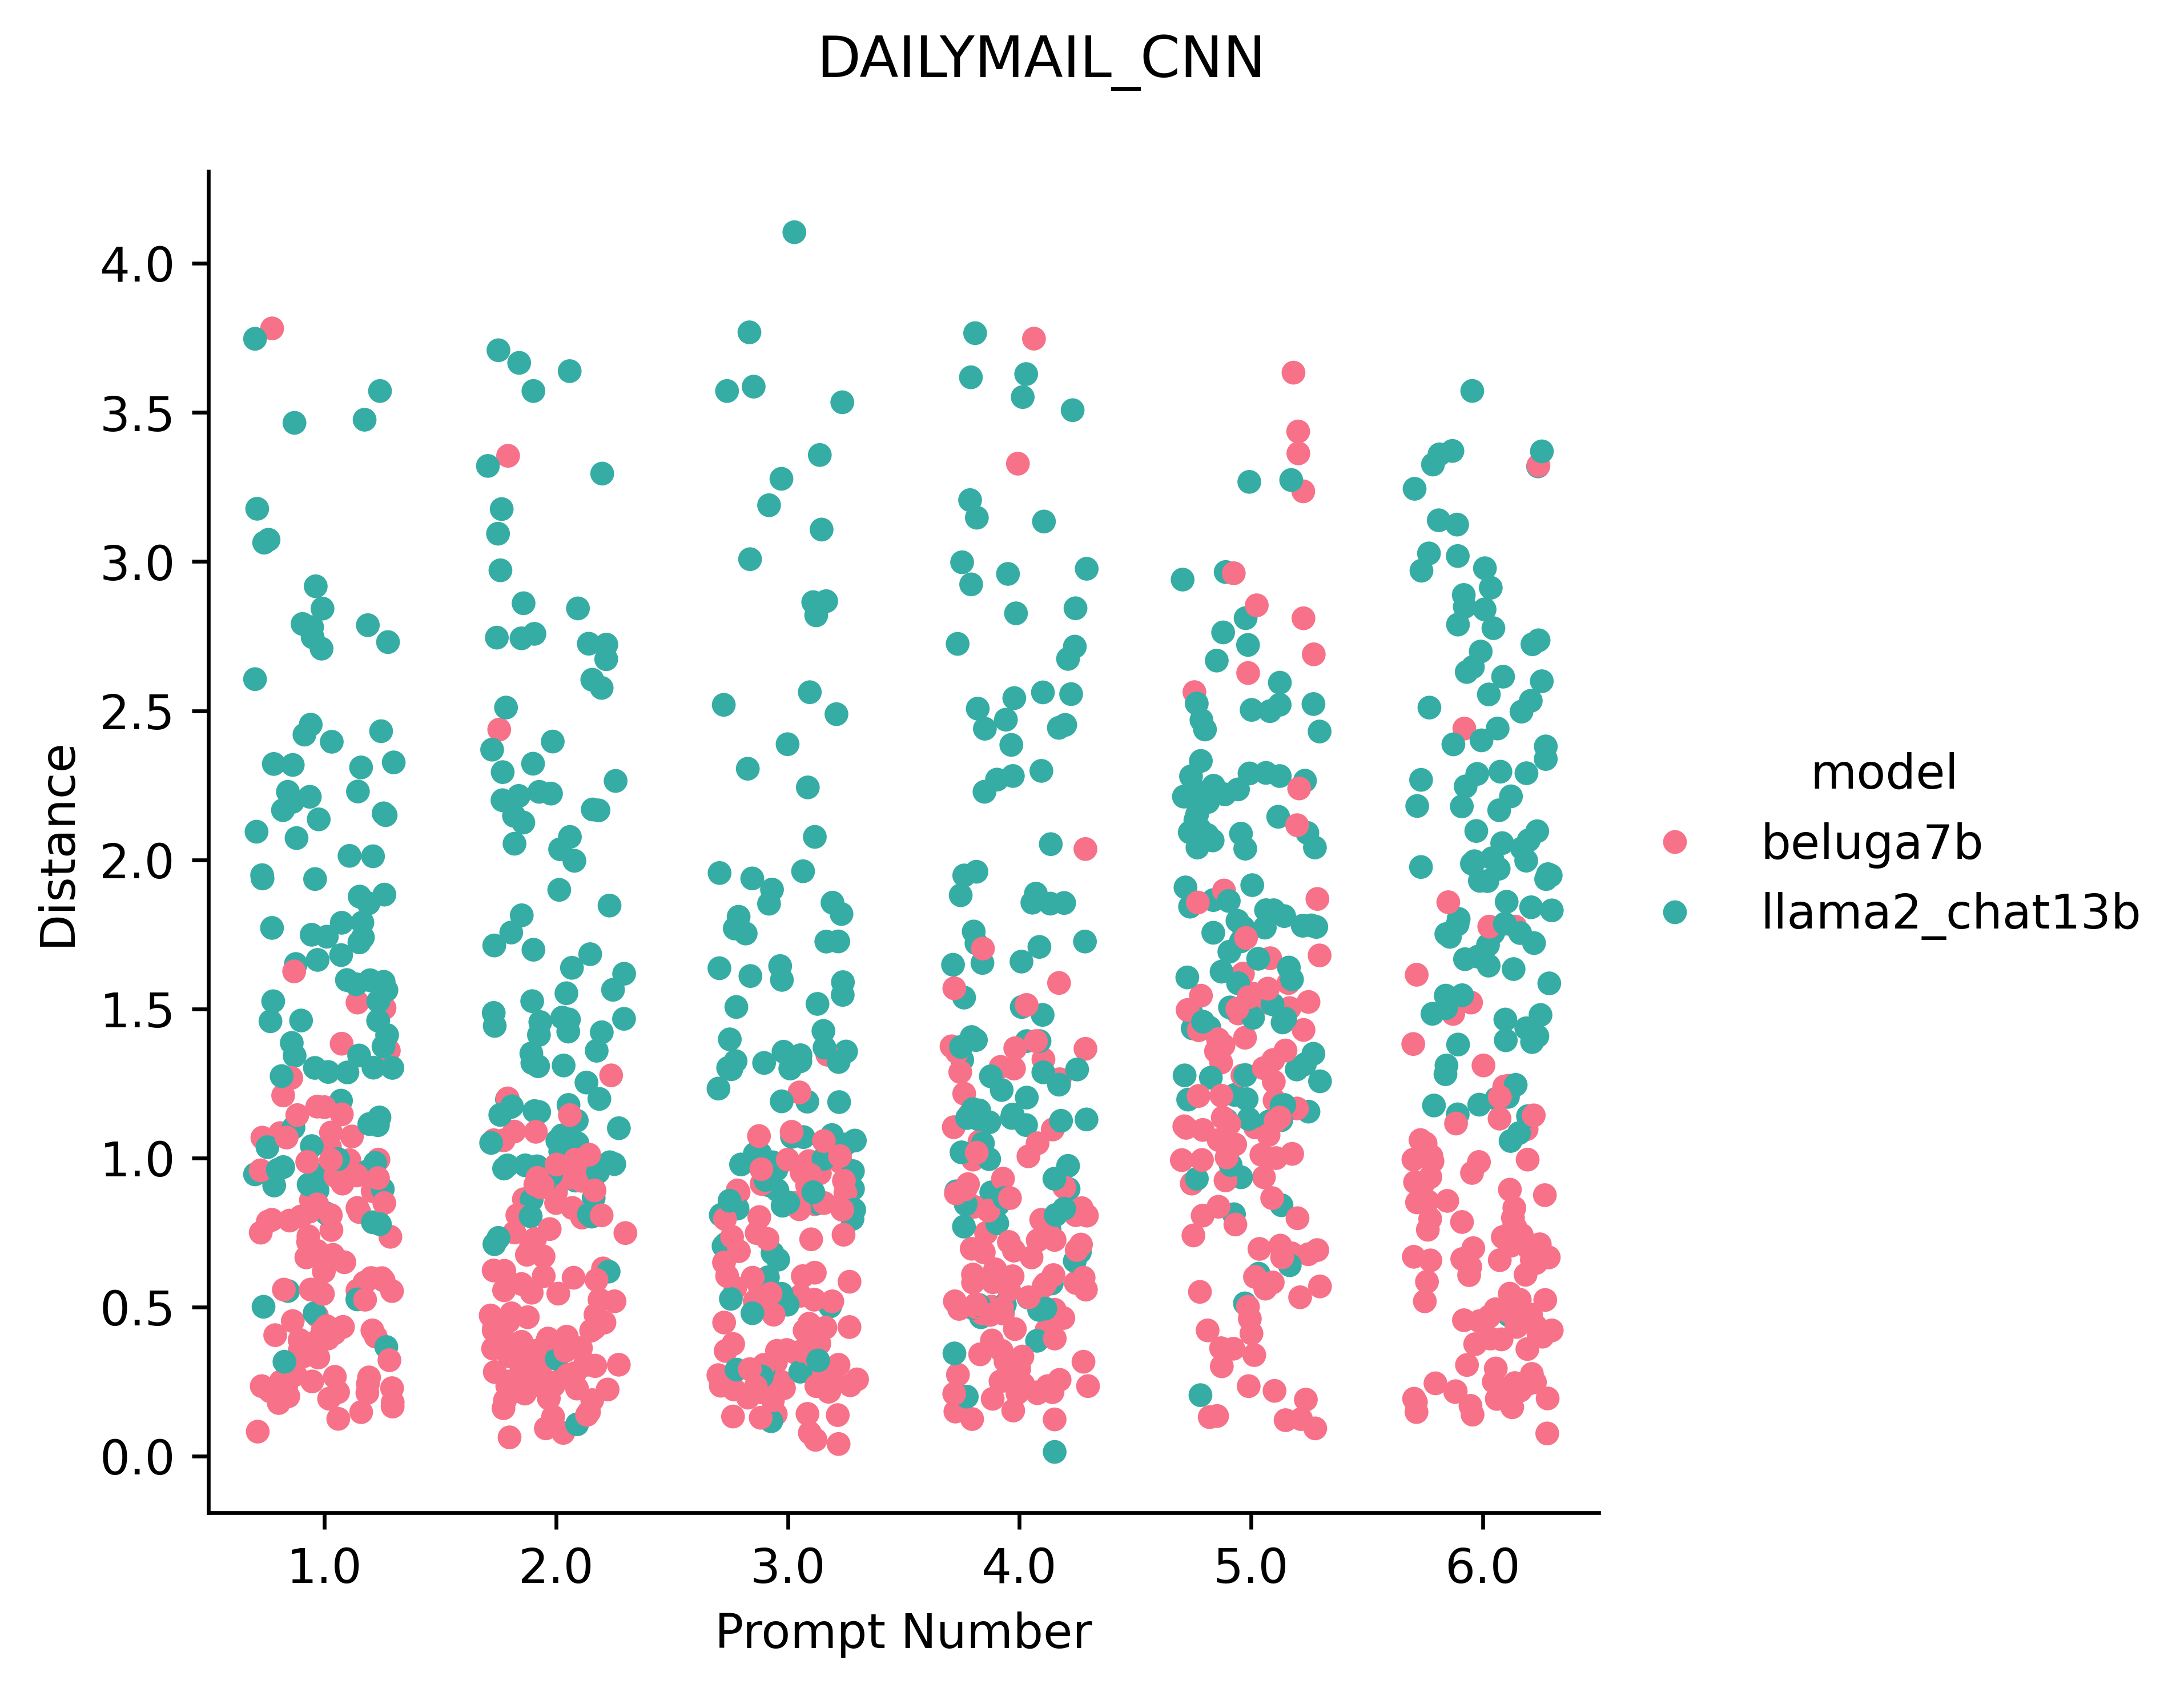 DAILYMAIL_CNN
4.0
3.5
3.0
2.5
2.0
1.5
1.0
0.5
0.0
Distance
1.0 2.0 3.0 4.0 5.0 6.0
Prompt Number
model
beluga7b
llama2_chat13b